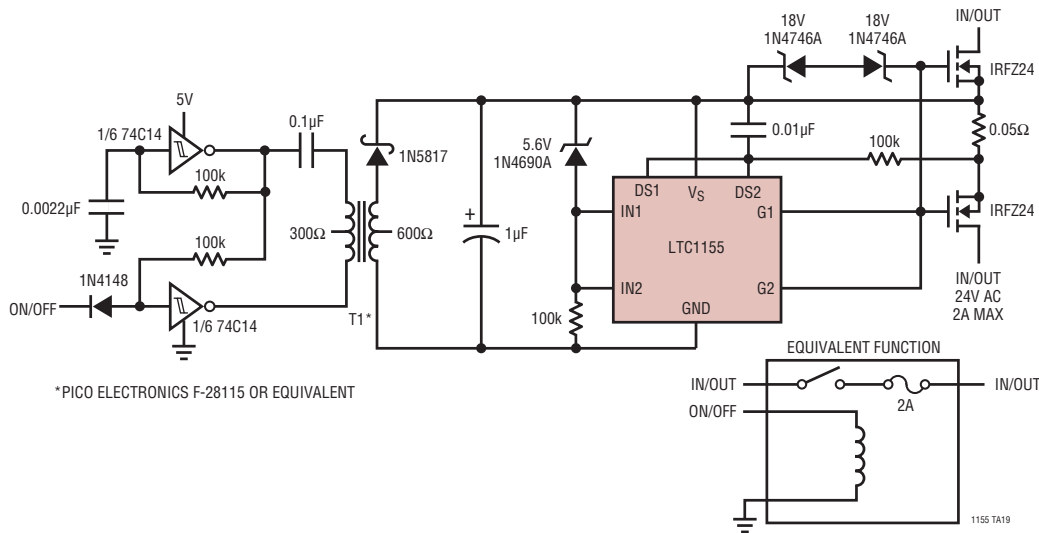 18V
1N4746A
18V
1N4746A
IN/OUT
IRFZ24
5V
1/6 74C14
0.1µF
100k
0.0022µF
100k
1N4148
ON/OFF
1/6 74C14
300Ω
600Ω
T1*
1N5817
+
1µF
5.6V
1N4690A
0.01µF
100k
0.05Ω
DS1
VS
DS2
IN1
G1
LTC1155
IN2
G2
GND
100k
IRFZ24
IN/OUT
24V AC
2A MAX
*PICO ELECTRONICS F-28115 OR EQUIVALENT
EQUIVALENT FUNCTION
IN/OUT
IN/OUT
2A
ON/OFF
1155 TA19